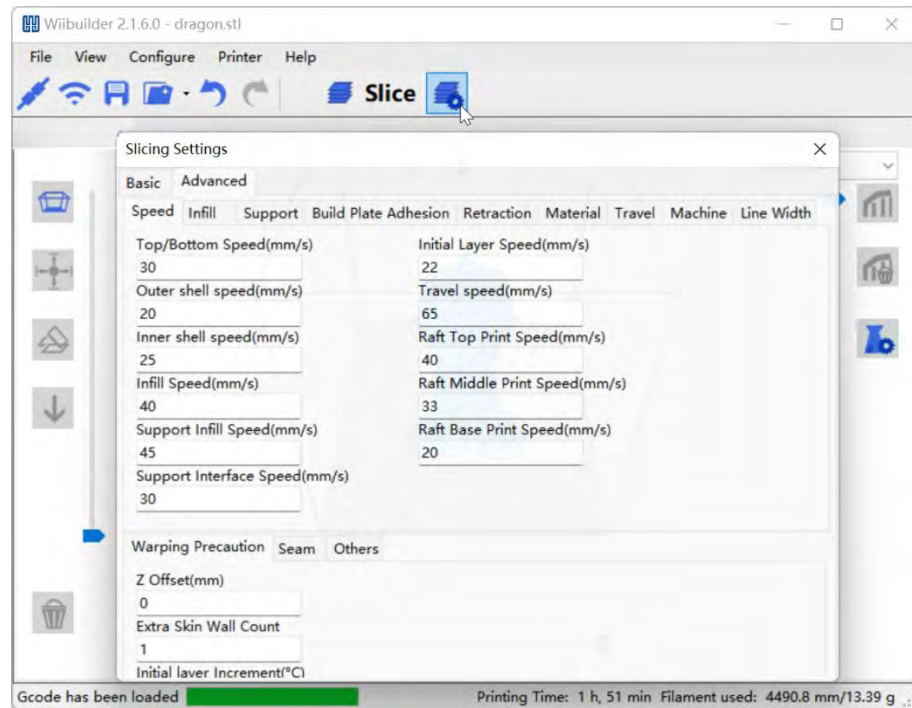 Wiibuilder 2.1.6.0 - dragon.stl
File View Configure Printer Help
Slice
Slicing Settings
Basic Advanced
Speed Infill Support Build Plate Adhesion Retraction Material Travel Machine Line Width
Top/Bottom Speed(mm/s) Initial Layer Speed(mm/s)
30 22
Outer shell speed(mm/s) Travel speed(mm/s)
20 65
Inner shell speed(mm/s) Raft Top Print Speed(mm/s)
25 40
Infill Speed(mm/s) Raft Middle Print Speed(mm/s)
40 33
Support Infill Speed(mm/s) Raft Base Print Speed(mm/s)
45 20
Support Interface Speed(mm/s)
30
Warping Precaution Seam Others
Z Offset(mm)
0
Extra Skin Wall Count
1
Initial layer Increment(°C)
Gcode has been loaded Printing Time: 1 h, 51 min Filament used: 4490.8 mm/13.39 g